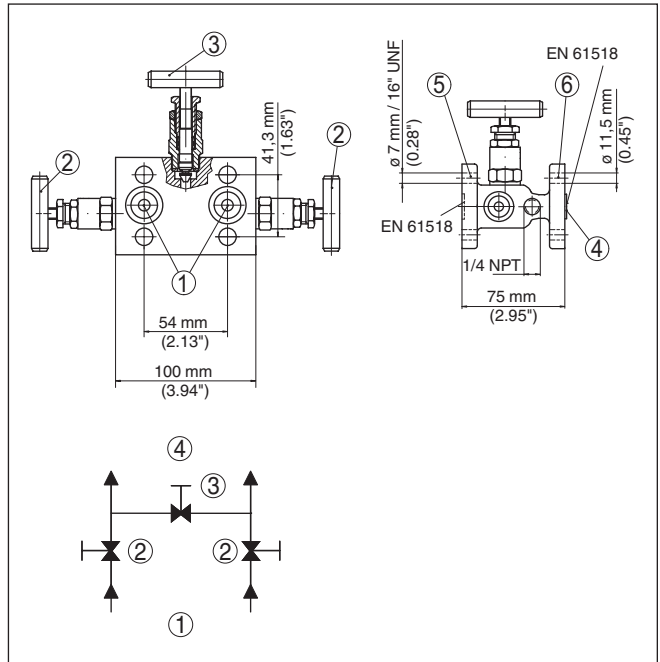 ③
EN 61518
⑤
⑥
ø 7 mm / 16" UNF
(0.28")
ø 11,5 mm
(0.45")
41,3 mm
(1.63")
②
②
EN 61518
①
④
1/4 NPT
54 mm
(2.13")
75 mm
(2.95")
100 mm
(3.94")
④
③
②
②
①